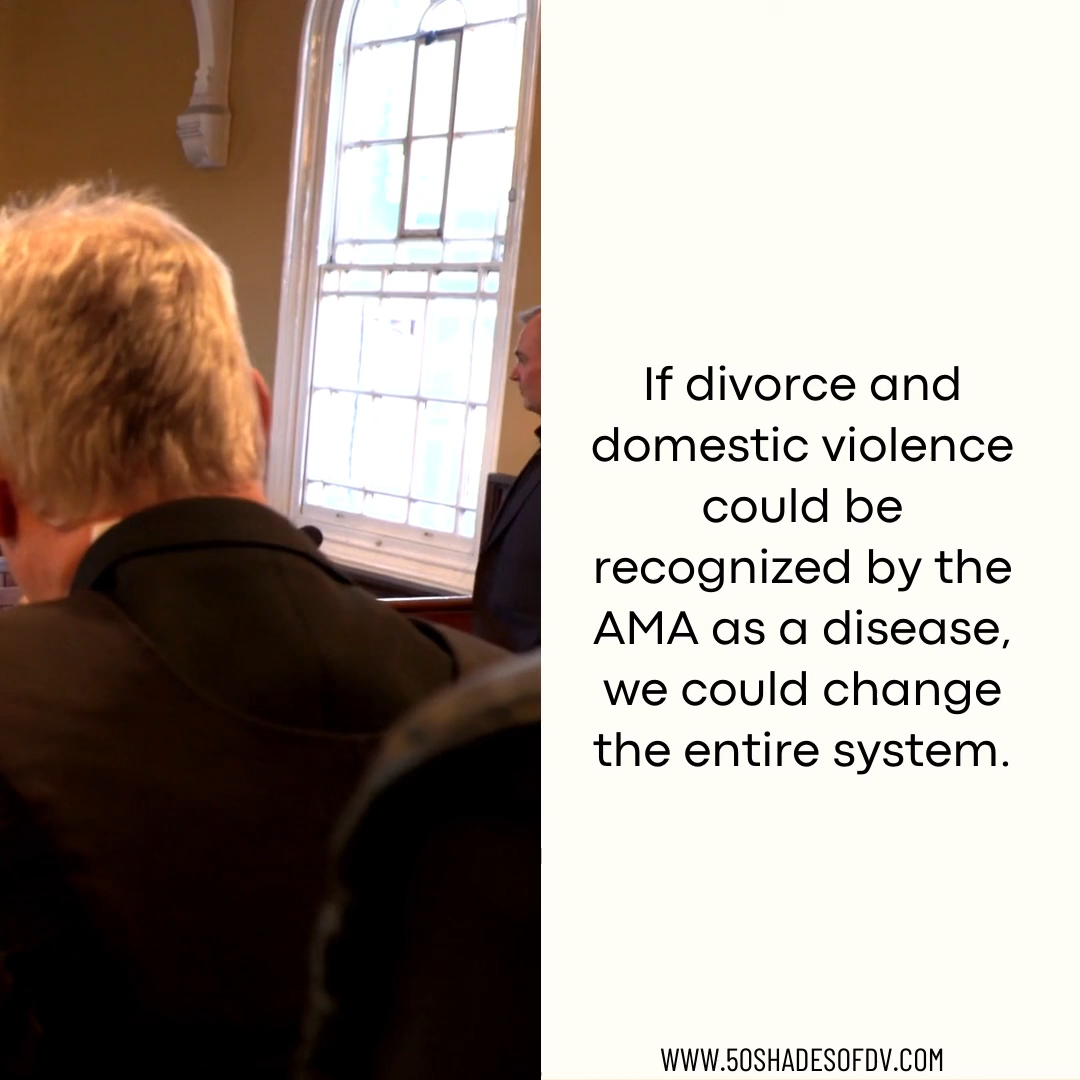 If divorce and
domestic violence
could be
recognized by the
AMA as a disease,
we could change
the entire system.
WWW.50SHADESOFDV.COM